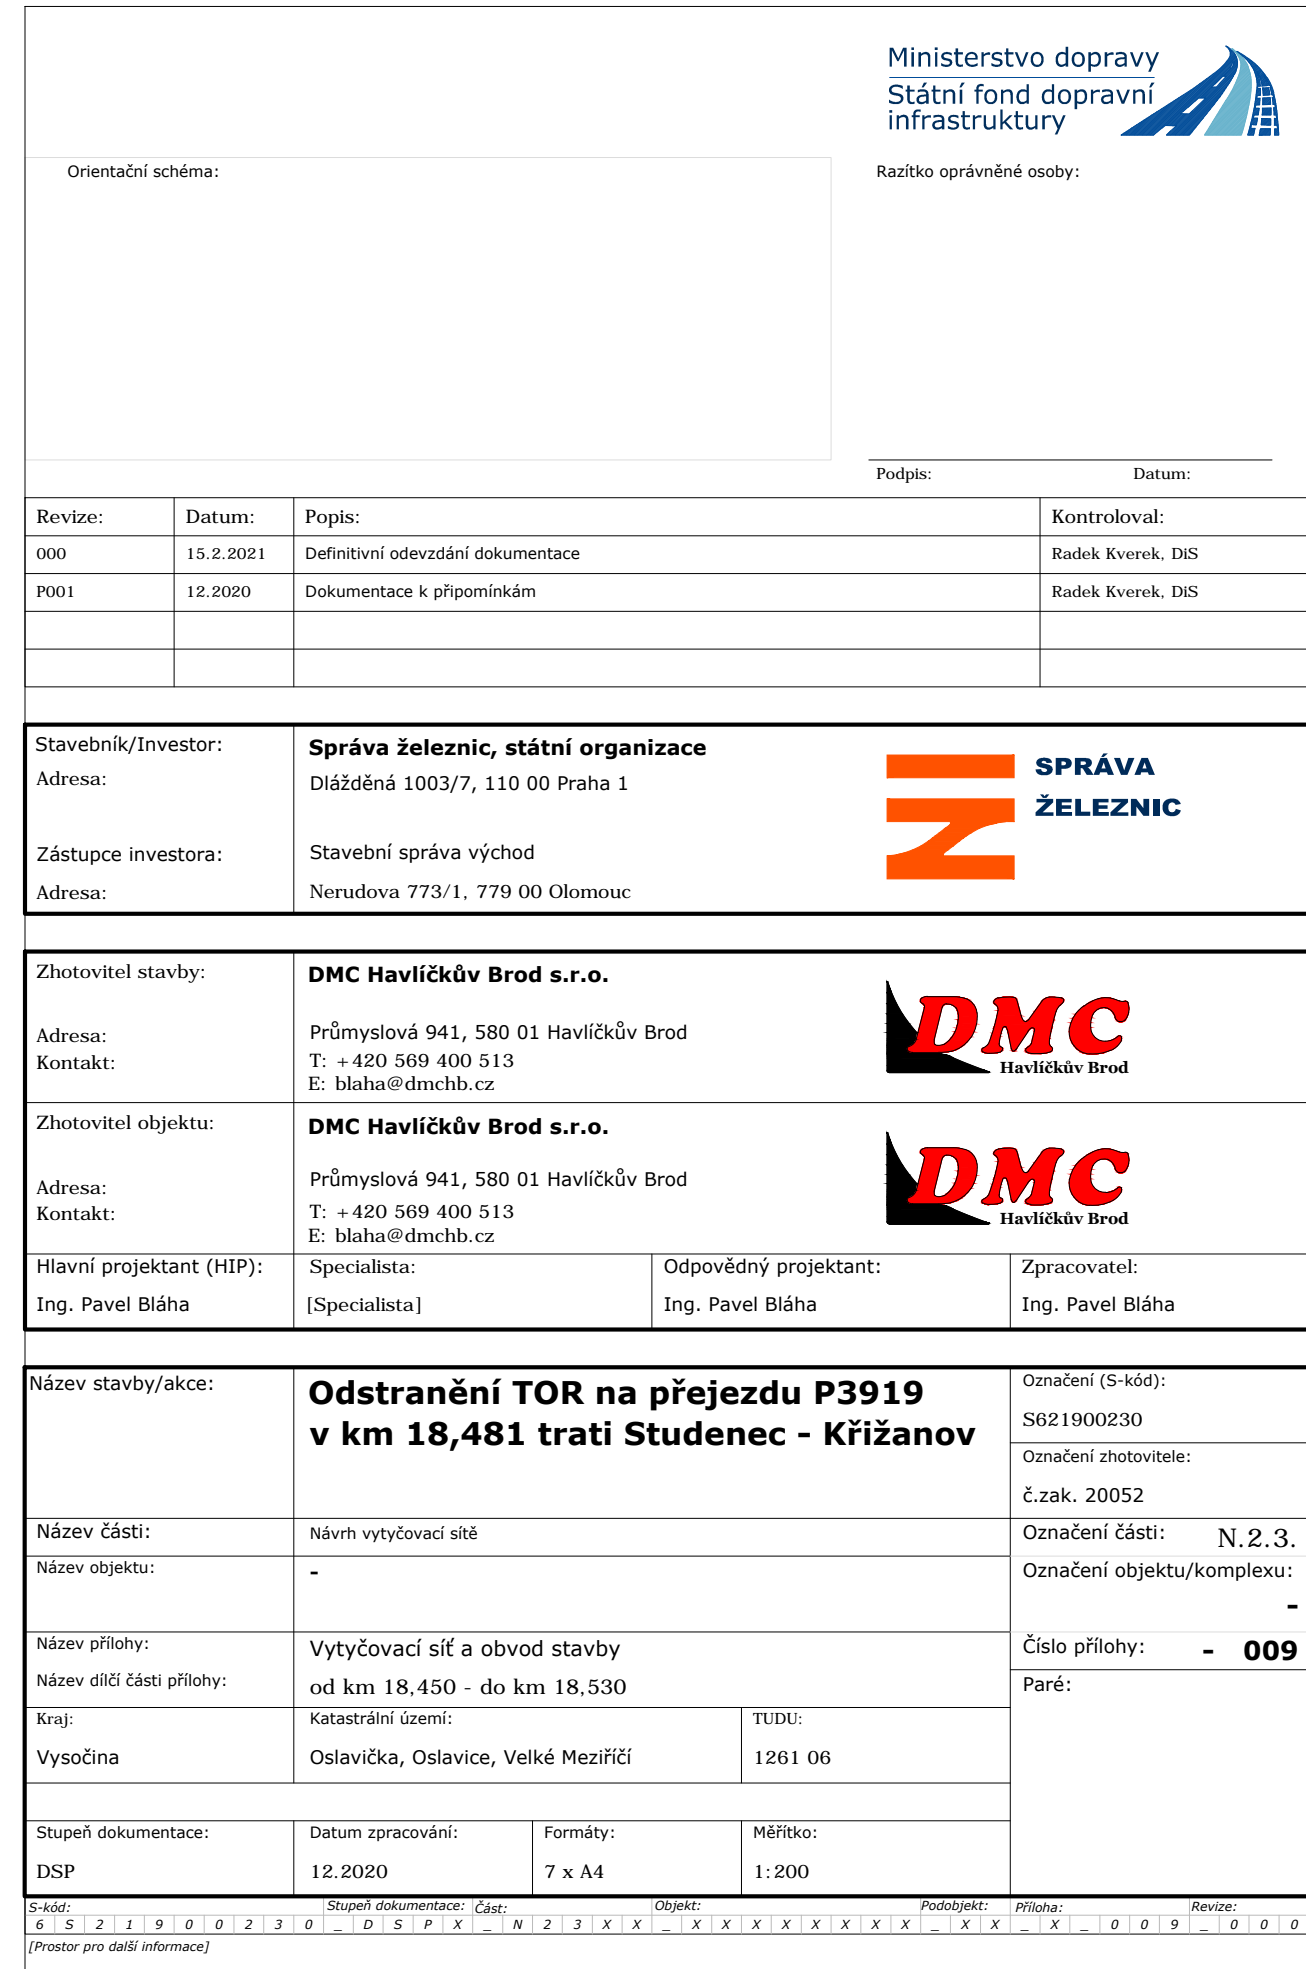 Ministerstvo dopravy
Státní fond dopravní
infrastruktury
Orientační schéma:
Razítko oprávněné osoby:
Podpis: Datum:
Revize: Datum: Popis: Kontroloval:
000 15.2.2021 Definitivní odevzdání dokumentace Radek Kverek, DiS
P001 12.2020 Dokumentace k připomínkám Radek Kverek, DiS
Stavebník/Investor: Správa železnic, státní organizace
Adresa: Dlážděná 1003/7, 110 00 Praha 1
SPRÁVA
ŽELEZNIC
Zástupce investora: Stavební správa východ
Adresa: Nerudova 773/1, 779 00 Olomouc
Zhotovitel stavby: DMC Havlíčkův Brod s.r.o.
Adresa: Průmyslová 941, 580 01 Havlíčkův Brod
Kontakt: T: +420 569 400 513
E: blaha@dmchb.cz
DMC
Havlíčkův Brod
Zhotovitel objektu: DMC Havlíčkův Brod s.r.o.
Adresa: Průmyslová 941, 580 01 Havlíčkův Brod
Kontakt: T: +420 569 400 513
E: blaha@dmchb.cz
DMC
Havlíčkův Brod
Hlavní projektant (HIP): Specialista: Odpovědný projektant: Zpracovatel:
Ing. Pavel Bláha [Specialista] Ing. Pavel Bláha Ing. Pavel Bláha
Název stavby/akce: Odstranění TOR na přejezdu P3919
v km 18,481 trati Studenec - Křižanov
Označení (S-kód):
S621900230
Označení zhotovitele:
č.zak. 20052
Název části: Návrh vytyčovací sítě Označení části: N.2.3.
Název objektu: - Označení objektu/komplexu:
-
Název přílohy: Vytyčovací síť a obvod stavby Číslo přílohy: - 009
Název dílčí části přílohy: od km 18,450 - do km 18,530 Paré:
Kraj: Katastrální území: TUDU:
Vysočina Oslavička, Oslavice, Velké Meziříčí 1261 06
Stupeň dokumentace: Datum zpracování: Formáty: Měřítko:
DSP 12.2020 7 x A4 1:200
S-kód: Stupeň dokumentace: Část: Objekt: Podobjekt: Příloha: Revize:
6 S 2 1 9 0 0 2 3 0 _ D S P X _ N 2 3 X X _ X X X X X X X X _ X X _ X _ 0 0 9 _ 0 0 0
[Prostor pro další informace]